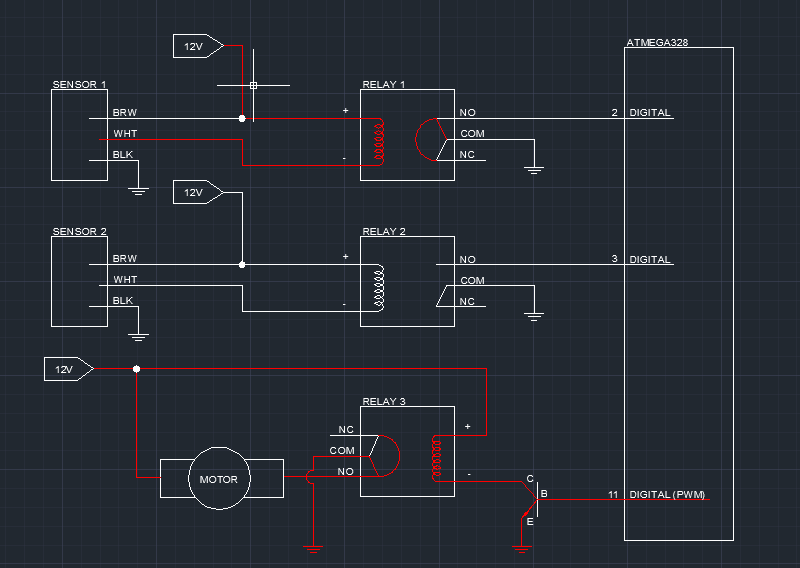 12V
ATMEGA328
SENSOR 1
RELAY 1
BRW
+
NO
2
DIGITAL
WHT
COM
BLK
-
NC
12V
SENSOR 2
RELAY 2
BRW
+
NO
3
DIGITAL
WHT
COM
BLK
-
NC
12V
RELAY 3
NC
+
COM
NO
-
MOTOR
C
B
11
DIGITAL (PWM)
E